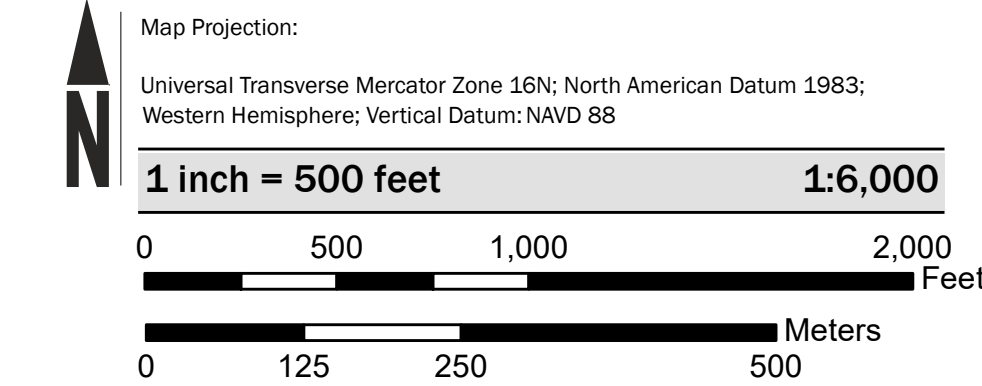 N
Map Projection:
Universal Transverse Mercator Zone 16N; North American Datum 1983;
Western Hemisphere; Vertical Datum: NAVD 88
1 inch = 500 feet 1:6,000
0 500 1,000 2,000
Feet
Meters
0 125 250 500